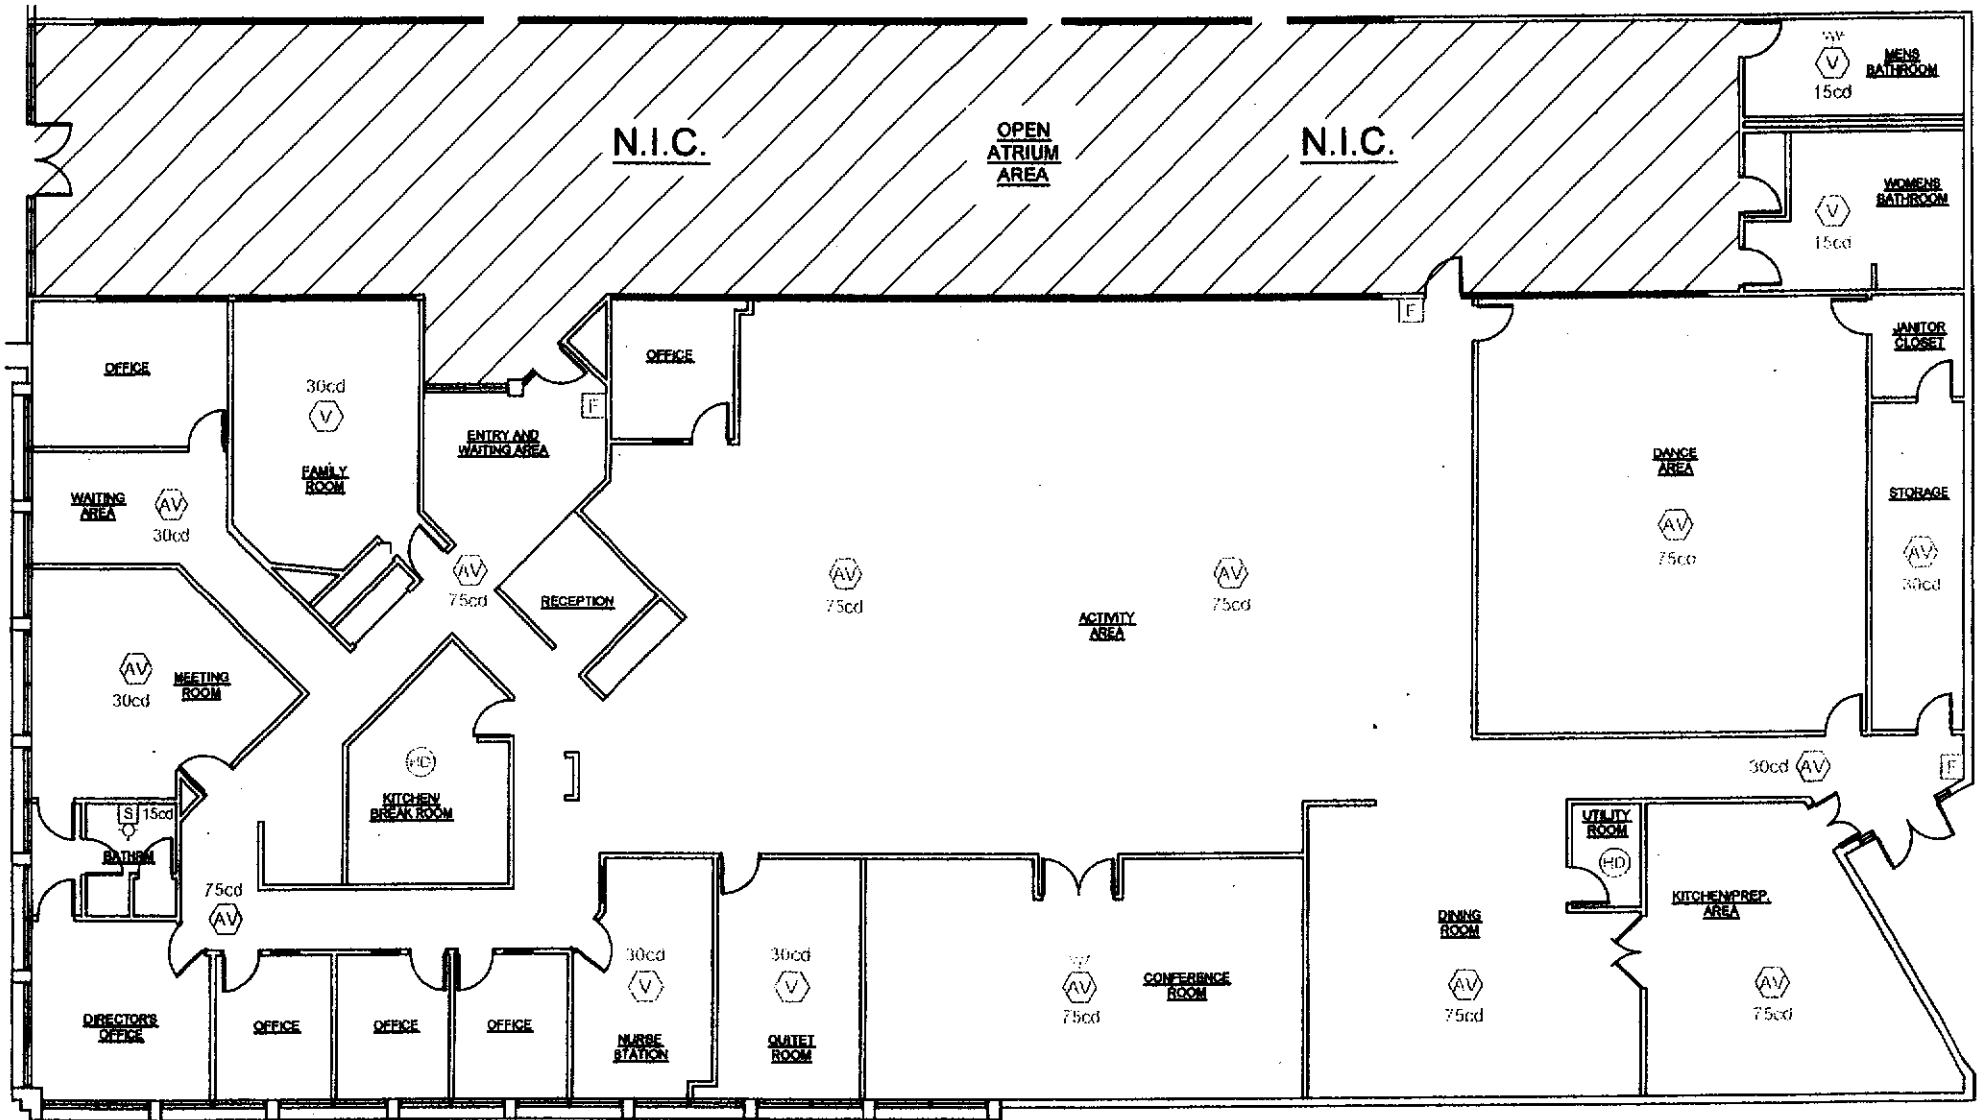 N.I.C.
OPEN
ATRIUM
AREA
N.I.C.
V
15cd
MENS
BATHROOM
V
15cd
WOMENS
BATHROOM
OFFICE
30cd
V
FAMILY
ROOM
F
ENTRY AND
WAITING AREA
OFFICE
F
JANITOR
CLOSET
WAITING
AREA
AV
30cd
AV
75cd
RECEPTION
AV
75cd
ACTIVITY
AREA
AV
75cd
DANCE
AREA
AV
75cd
STORAGE
AV
30cd
AV
30cd
MEETING
ROOM
HD
KITCHEN/
BREAK ROOM
30cd
AV
F
S
15cd
BATHRM
75cd
AV
UTILITY
ROOM
HD
KITCHEN/PREP.
AREA
AV
75cd
DINING
ROOM
AV
75cd
DIRECTOR'S
OFFICE
OFFICE
OFFICE
OFFICE
30cd
V
NURSE
STATION
30cd
V
QUITET
ROOM
AV
75cd
CONFERENCE
ROOM